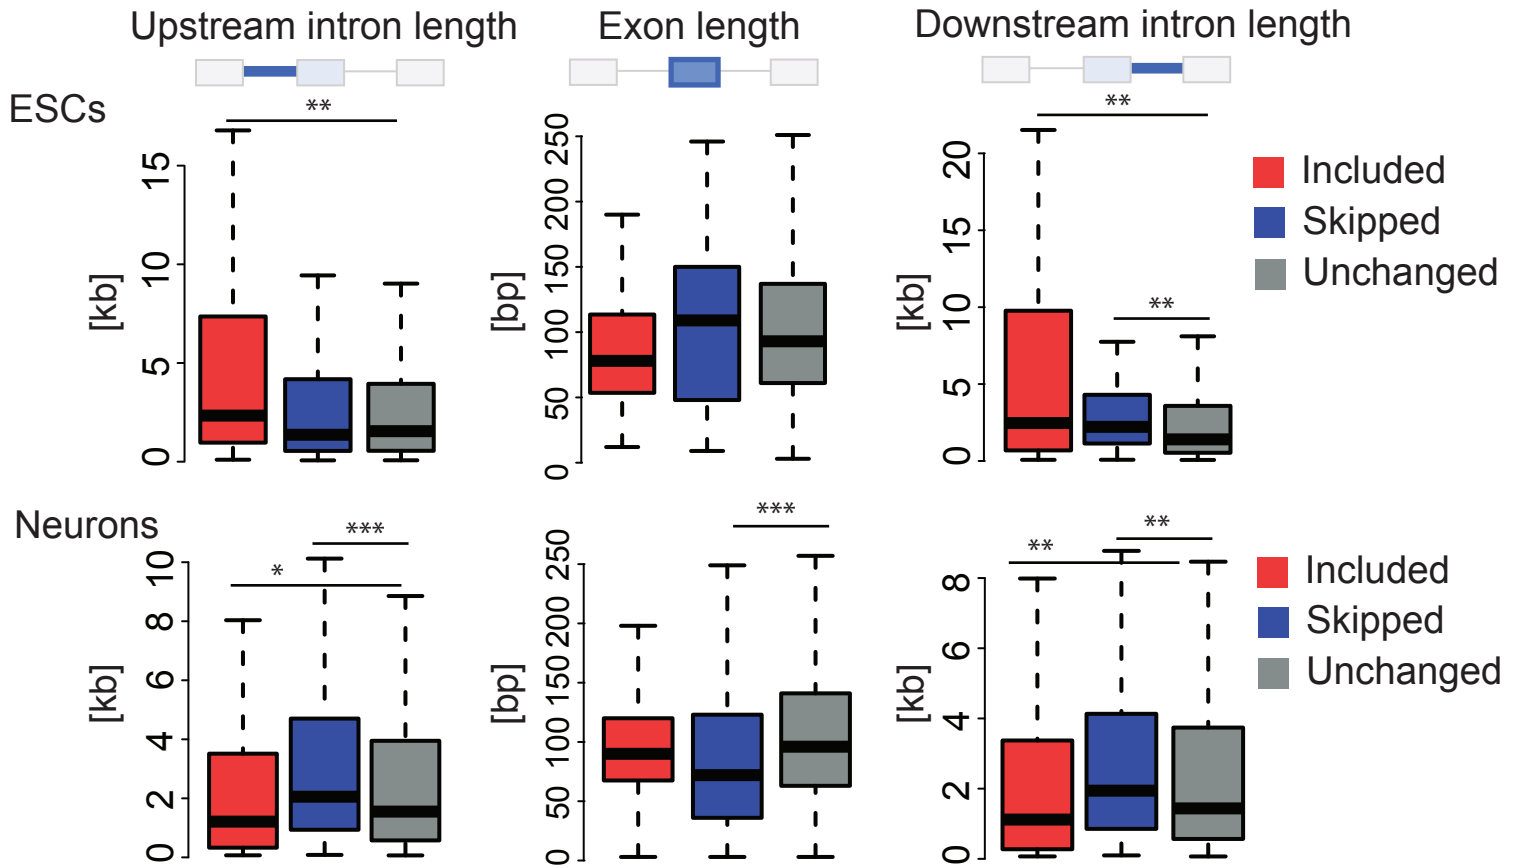 Upstream intron length
Exon length
Downstream intron length
ESCs
**
**
**
[kb]
0
5
10
15
[bp]
0
50
100
150
200
250
[kb]
0
5
10
15
20
Included
Skipped
Unchanged
Neurons
***
*
***
**
**
[kb]
0
2
4
6
8
10
[bp]
0
50
100
150
200
250
[kb]
0
2
4
6
8
Included
Skipped
Unchanged